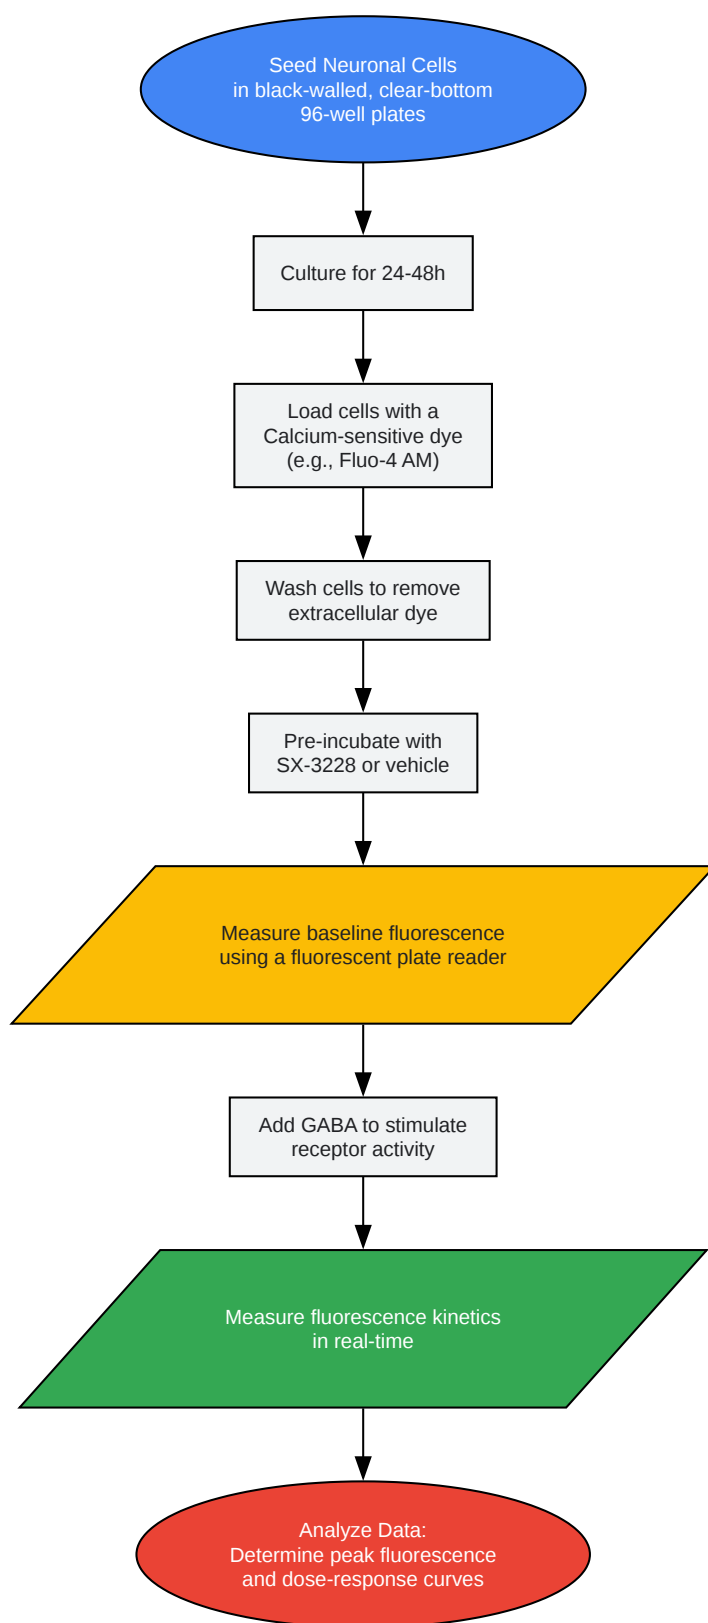 Seed Neuronal Cells
in black-walled, clear-bottom
96-well plates
Culture for 24-48h
Load cells with a
Calcium-sensitive dye
(e.g., Fluo-4 AM)
Wash cells to remove
extracellular dye
Pre-incubate with
SX-3228 or vehicle
Measure baseline fluorescence
using a fluorescent plate reader
Add GABA to stimulate
receptor activity
Measure fluorescence kinetics
in real-time
Analyze Data:
Determine peak fluorescence
and dose-response curves